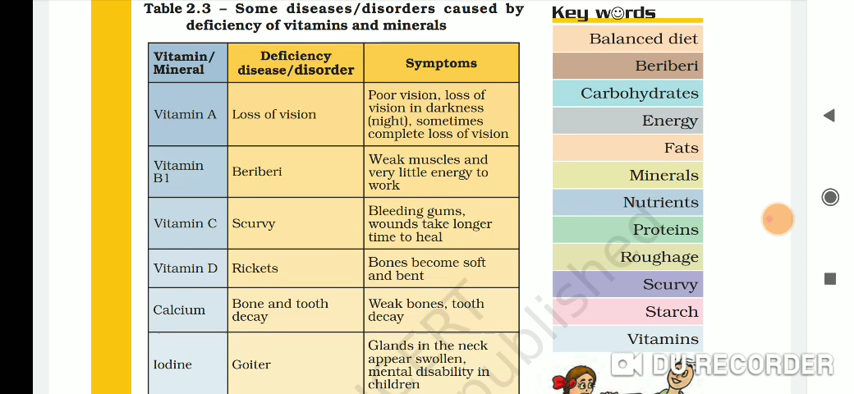 Table 2.3 – Some diseases/disorders caused by
deficiency of vitamins and minerals
Vitamin/
Mineral
Deficiency
disease/disorder
Symptoms
Vitamin A
Loss of vision
Poor vision, loss of
vision in darkness
(night), sometimes
complete loss of vision
Vitamin
B1
Beriberi
Weak muscles and
very little energy to
work
Vitamin C
Scurvy
Bleeding gums,
wounds take longer
time to heal
Vitamin D
Rickets
Bones become soft
and bent
Calcium
Bone and tooth
decay
Weak bones, tooth
decay
Iodine
Goiter
Glands in the neck
appear swollen,
mental disability in
children
Key words
Balanced diet
Beriberi
Carbohydrates
Energy
Fats
Minerals
Nutrients
Proteins
Roughage
Scurvy
Starch
Vitamins
DU RECORDER